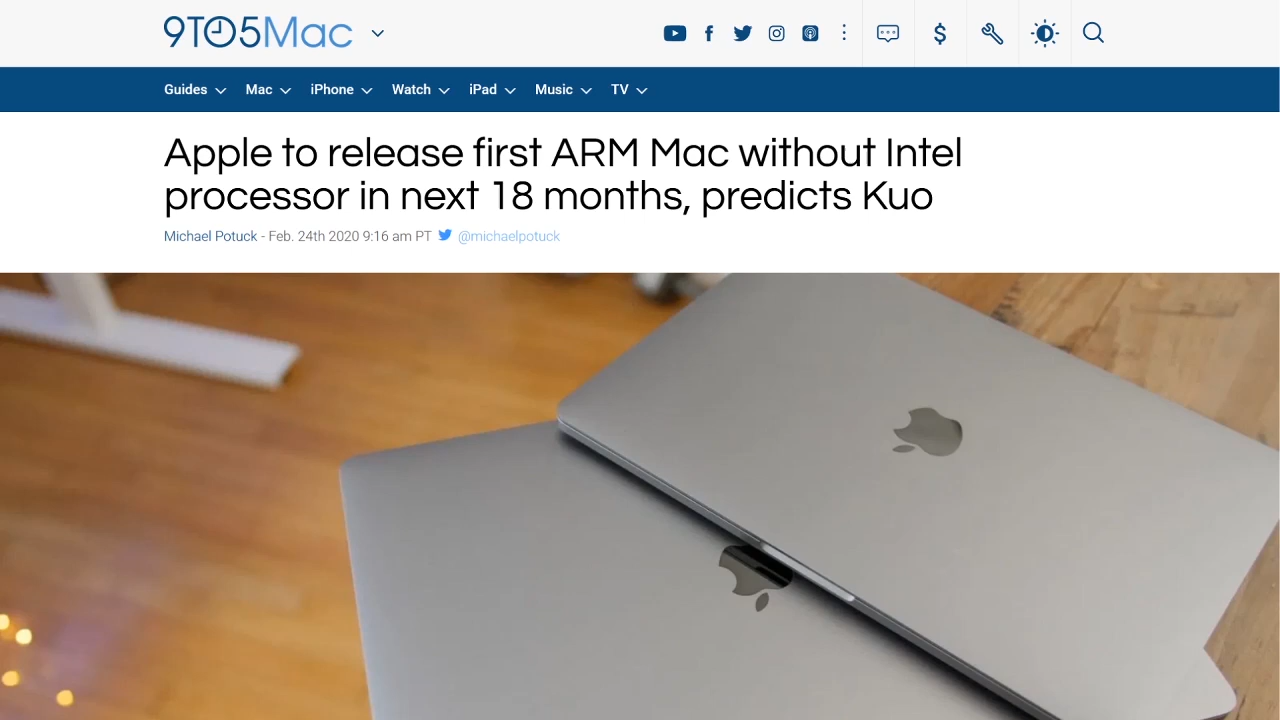 9TO5Mac
Guides Mac iPhone Watch iPad Music TV
Apple to release first ARM Mac without Intel
processor in next 18 months, predicts Kuo
Michael Potuck - Feb. 24th 2020 9:16 am PT @michaelpotuck